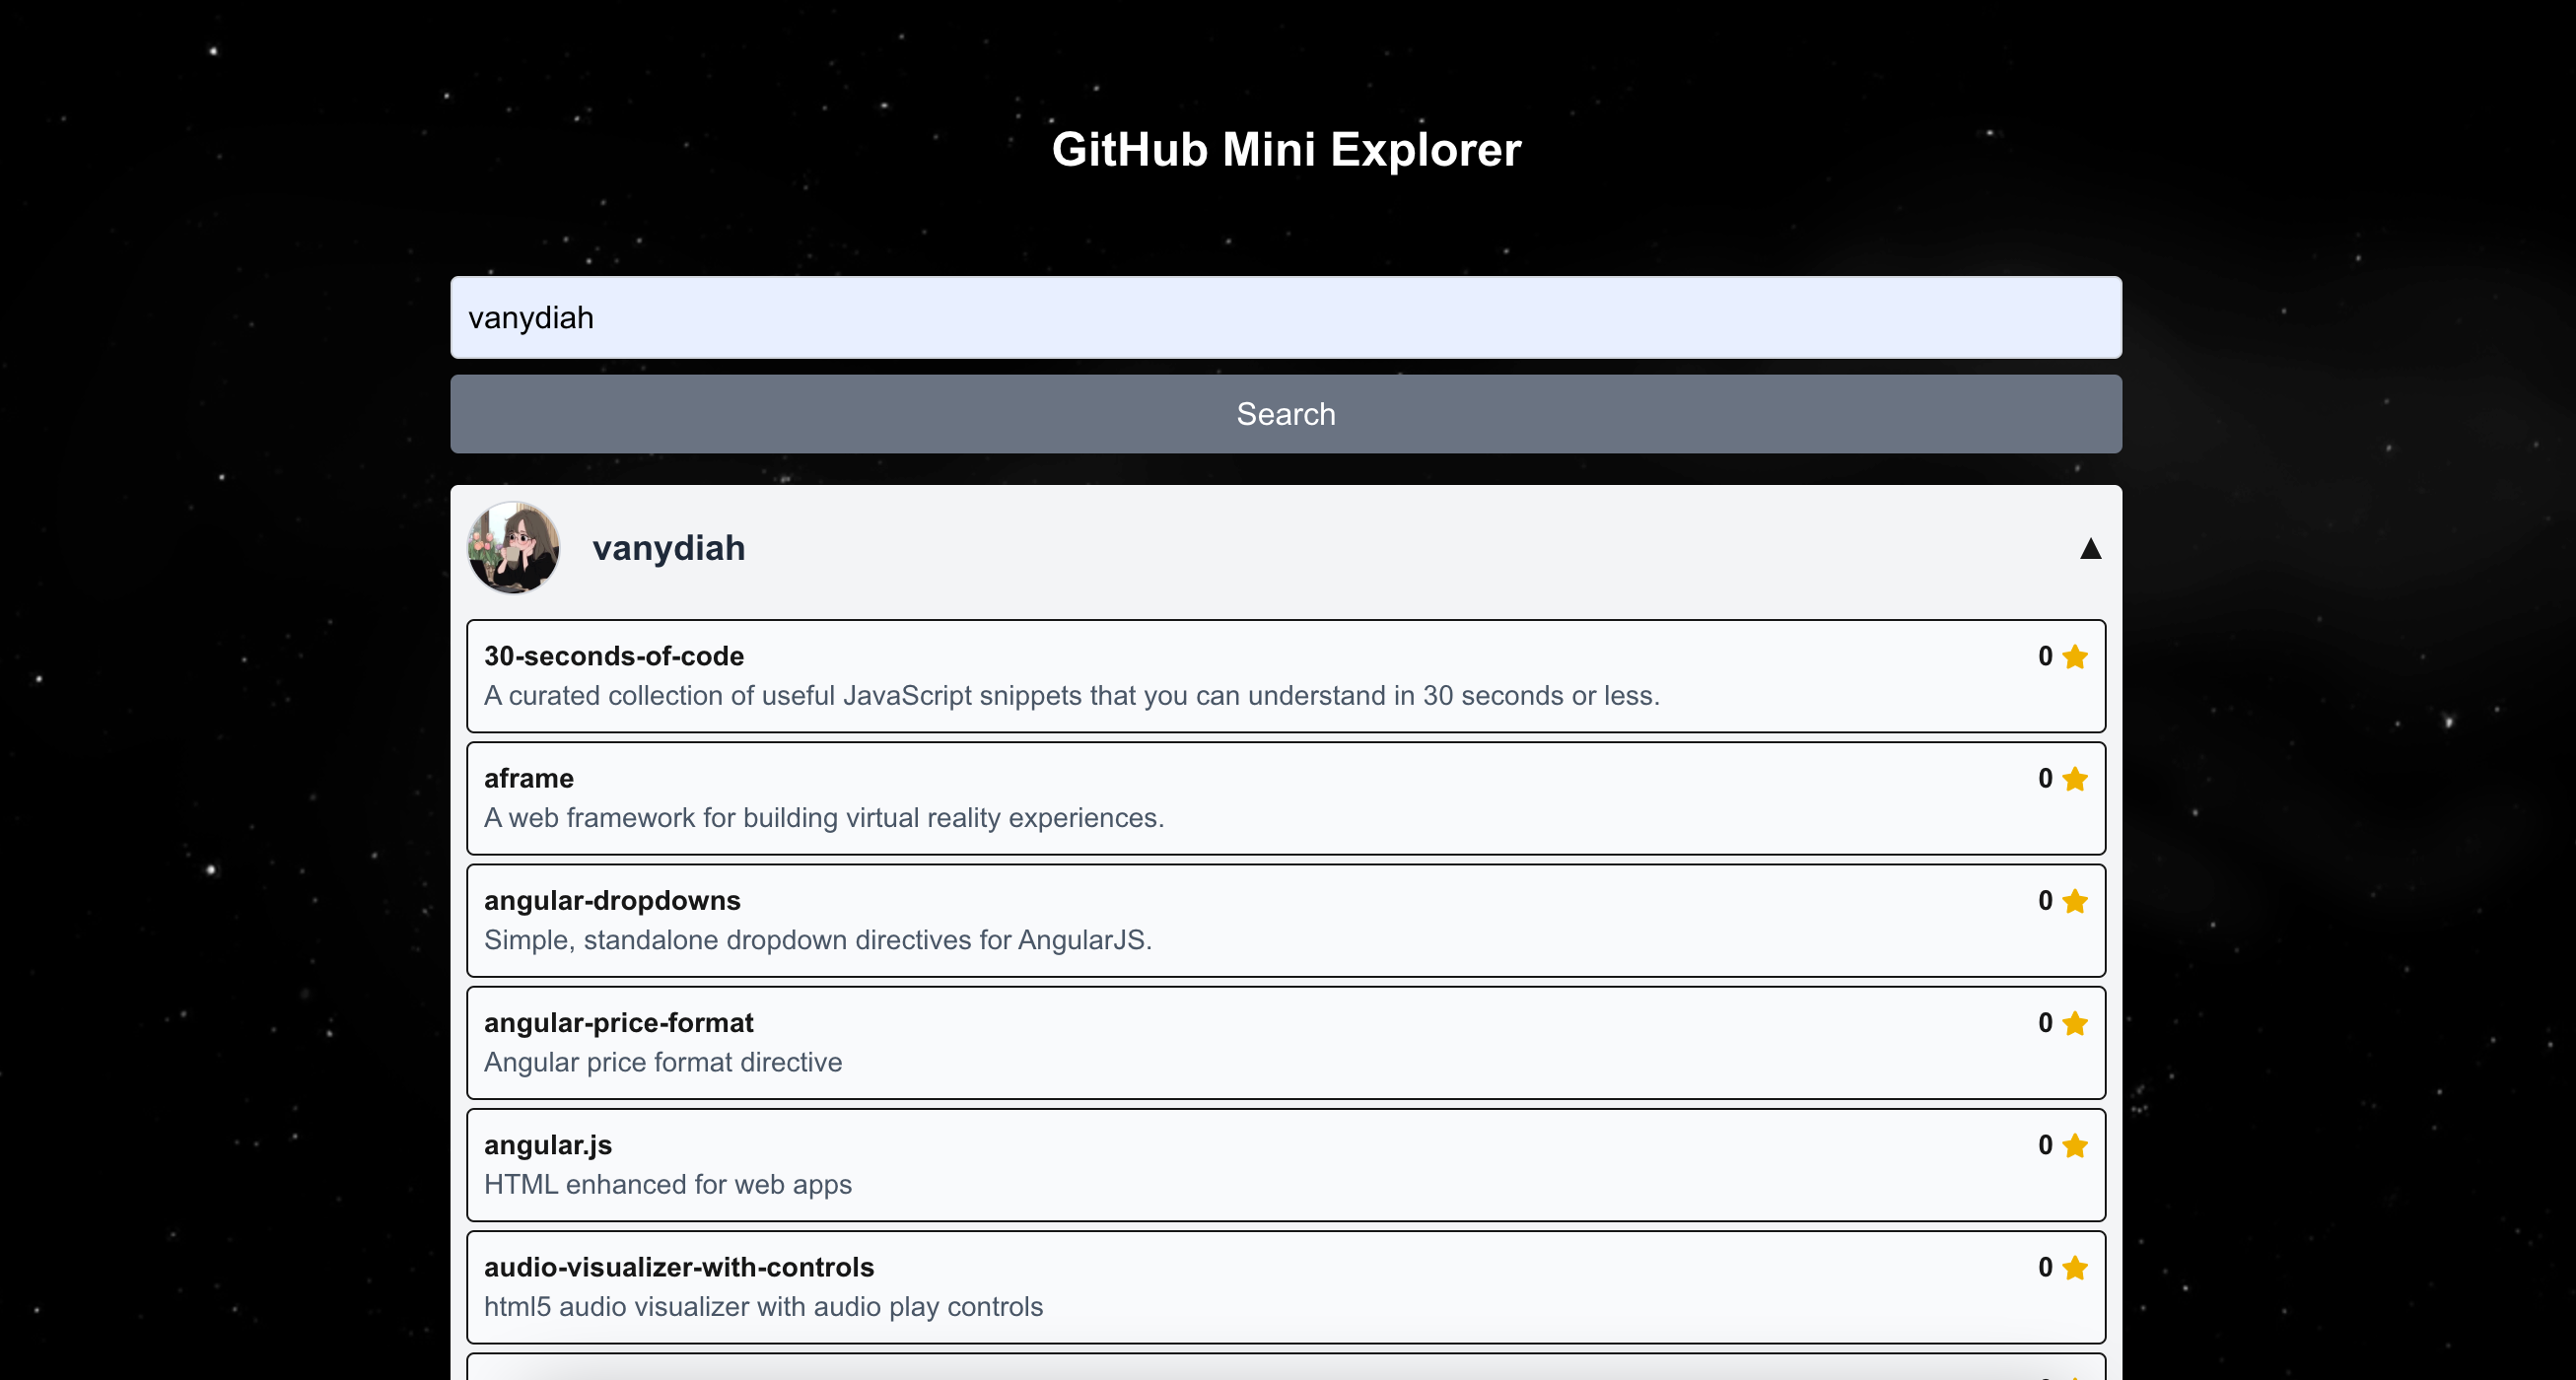 GitHub Mini Explorer
vanydiah
Search
vanydiah ▲
30-seconds-of-code 0
A curated collection of useful JavaScript snippets that you can understand in 30 seconds or less.
aframe 0
A web framework for building virtual reality experiences.
angular-dropdowns 0
Simple, standalone dropdown directives for AngularJS.
angular-price-format 0
Angular price format directive
angular.js 0
HTML enhanced for web apps
audio-visualizer-with-controls 0
html5 audio visualizer with audio play controls